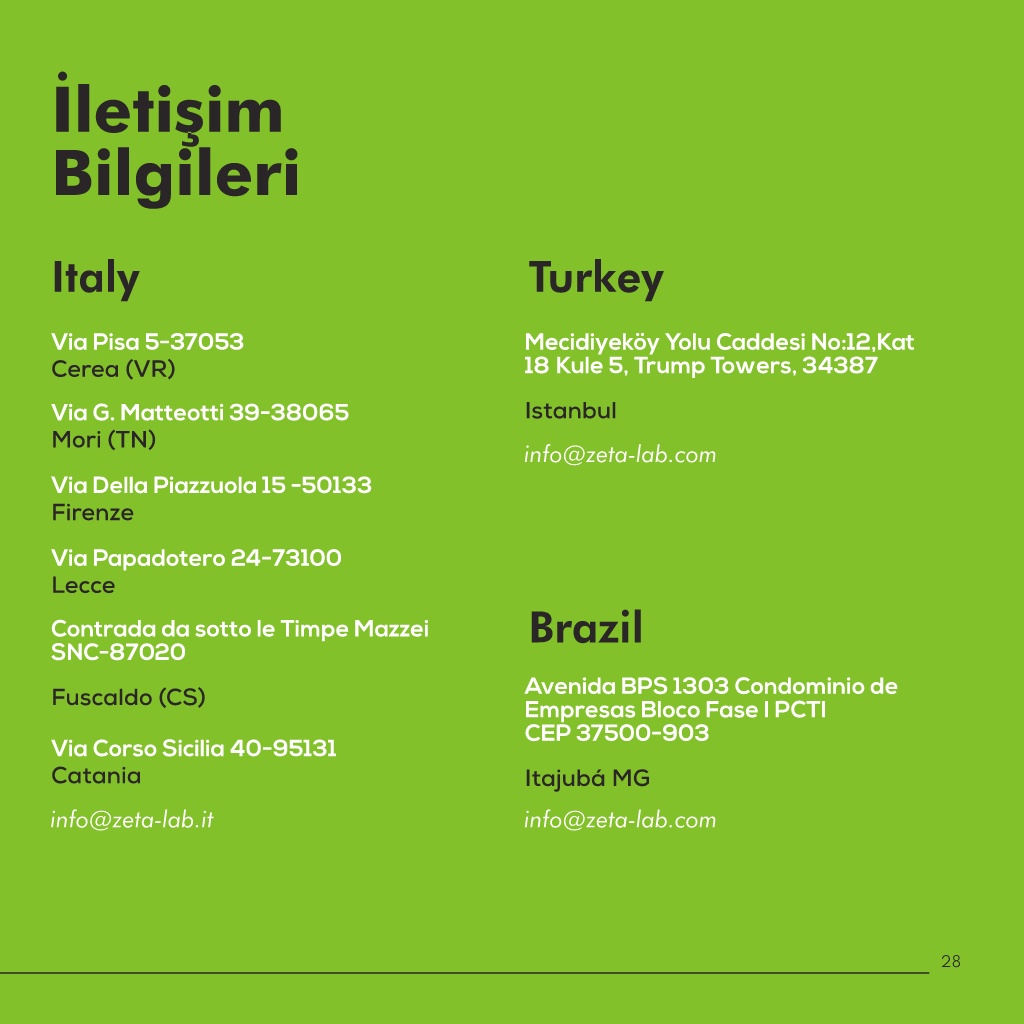 İletişim
Bilgileri
Italy
Via Pisa 5-37053
Cerea (VR)
Via G. Matteotti 39-38065
Mori (TN)
Via Della Piazzuola 15 -50133
Firenze
Via Papadotero 24-73100
Lecce
Contrada da sotto le Timpe Mazzei
SNC-87020
Fuscaldo (CS)
Via Corso Sicilia 40-95131
Catania
info@zeta-lab.it
Turkey
Mecidiyeköy Yolu Caddesi No:12,Kat
18 Kule 5, Trump Towers, 34387
Istanbul
info@zeta-lab.com
Brazil
Avenida BPS 1303 Condominio de
Empresas Bloco Fase I PCTI
CEP 37500-903
Itajubá MG
info@zeta-lab.com
28